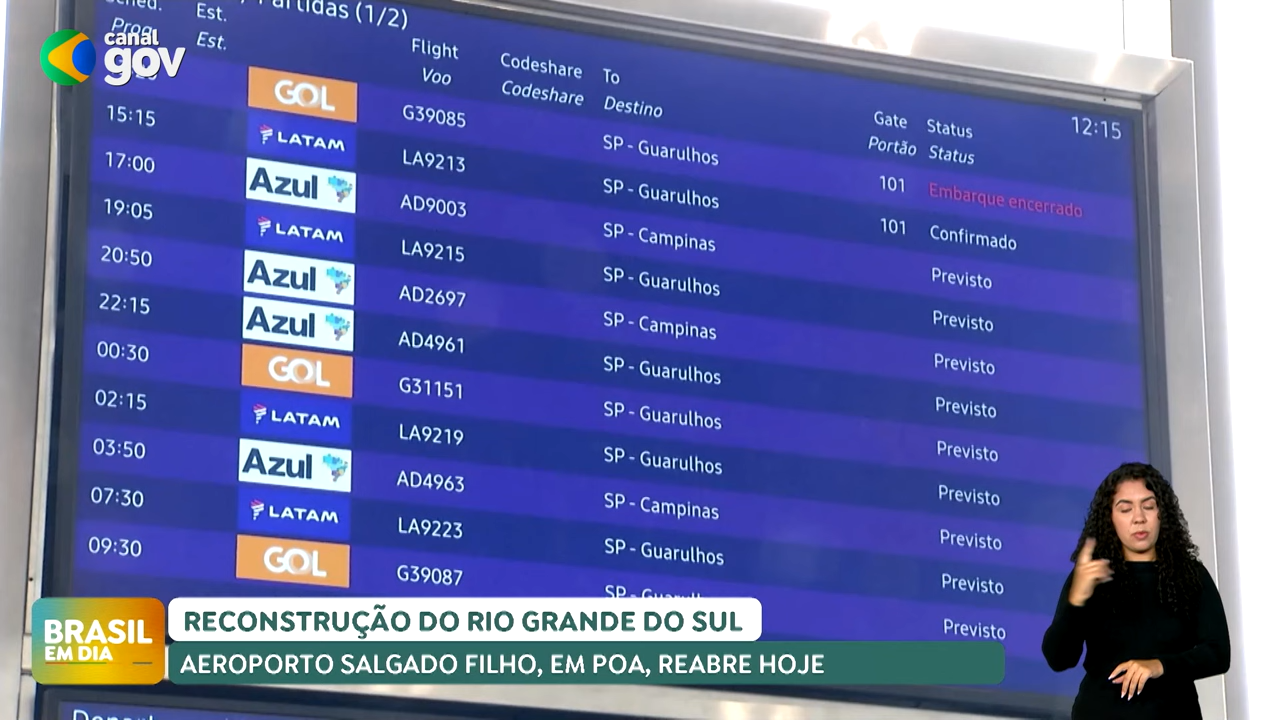 canal
gov
Partidas (1/2)
Est. Flight Codeshare To Gate Status 12:15
Prog. Est. Voo Codeshare Destino Portão Status
GOL G39085 SP - Guarulhos 101 Embarque encerrado
15:15 LATAM LA9213 SP - Guarulhos 101 Confirmado
17:00 Azul AD9003 SP - Campinas Previsto
19:05 LATAM LA9215 SP - Guarulhos Previsto
20:50 Azul AD2697 SP - Campinas Previsto
22:15 Azul AD4961 SP - Guarulhos Previsto
00:30 GOL G31151 SP - Guarulhos Previsto
02:15 LATAM LA9219 SP - Guarulhos Previsto
03:50 Azul AD4963 SP - Campinas Previsto
07:30 LATAM LA9223 SP - Guarulhos Previsto
09:30 GOL G39087 SP - Guarulhos Previsto
BRASIL
EM DIA
RECONSTRUÇÃO DO RIO GRANDE DO SUL
AEROPORTO SALGADO FILHO, EM POA, REABRE HOJE